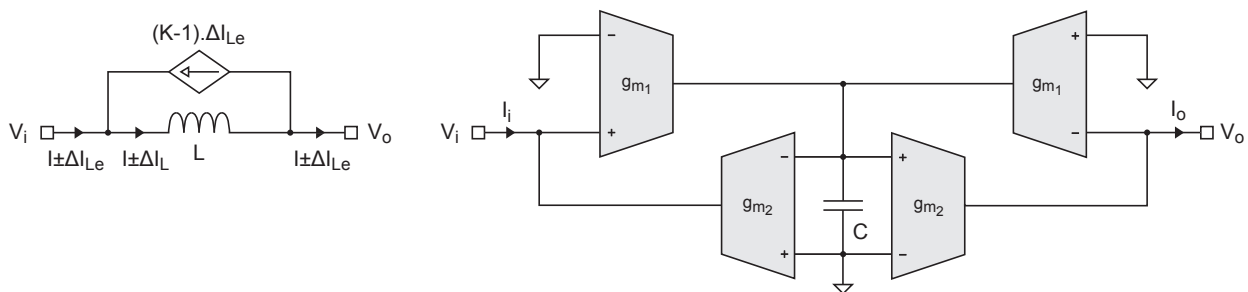 (K-1).ΔI_Le
V_i
V_o
I±ΔI_Le
I±ΔI_L
L
I±ΔI_Le
−
g_m1
+
+
g_m1
−
V_i
I_i
I_o
V_o
−
g_m2
+
C
+
g_m2
−